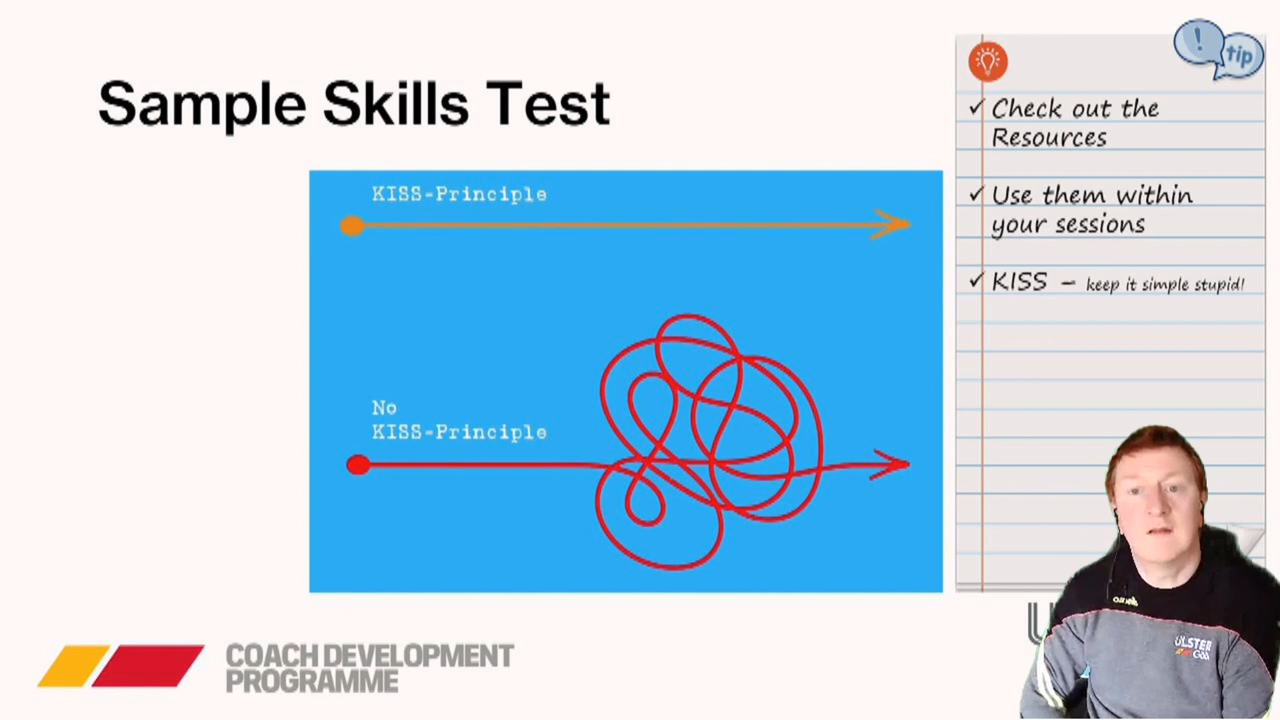 Sample Skills Test
KISS-Principle
No
KISS-Principle
! tip
✓ Check out the
Resources
✓ Use them within
your sessions
✓ KISS – keep it simple stupid!
COACH DEVELOPMENT
PROGRAMME
U
ULSTER
GAA